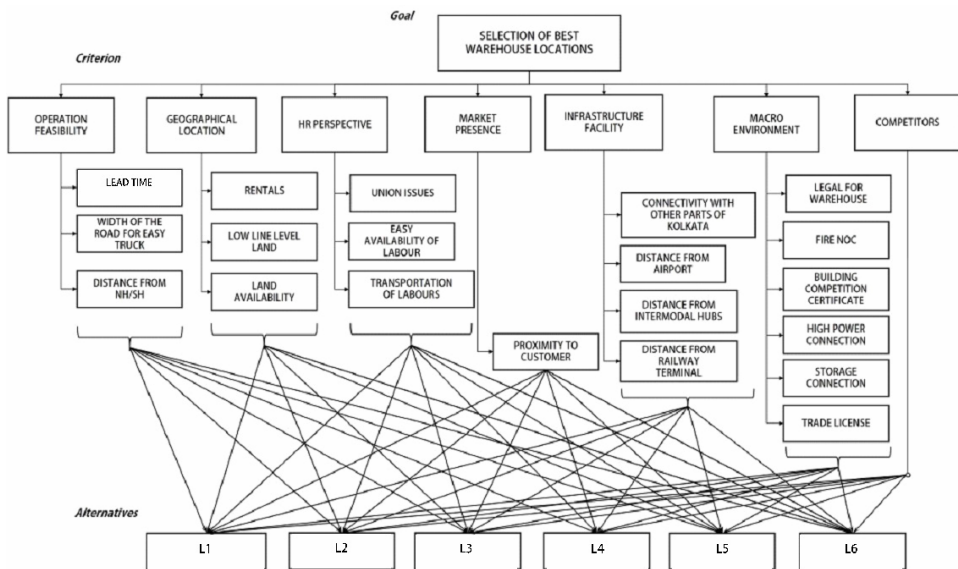 Goal
SELECTION OF BEST
WAREHOUSE LOCATIONS
Criterion
OPERATION
FEASIBILITY
GEOGRAPHICAL
LOCATION
HR PERSPECTIVE
MARKET
PRESENCE
INFRASTRUCTURE
FACILITY
MACRO
ENVIRONMENT
COMPETITORS
LEAD TIME
WIDTH OF THE
ROAD FOR EASY
TRUCK
DISTANCE FROM
NH/SH
RENTALS
LOW LINE LEVEL
LAND
LAND
AVAILABILITY
UNION ISSUES
EASY
AVAILABILITY OF
LABOUR
TRANSPORTATION
OF LABOURS
PROXIMITY TO
CUSTOMER
CONNECTIVITY WITH
OTHER PARTS OF
KOLKATA
DISTANCE FROM
AIRPORT
DISTANCE FROM
INTERMODAL HUBS
DISTANCE FROM
RAILWAY
TERMINAL
LEGAL FOR
WAREHOUSE
FIRE NOC
BUILDING
COMPETITION
CERTIFICATE
HIGH POWER
CONNECTION
STORAGE
CONNECTION
TRADE LICENSE
Alternatives
L1
L2
L3
L4
L5
L6